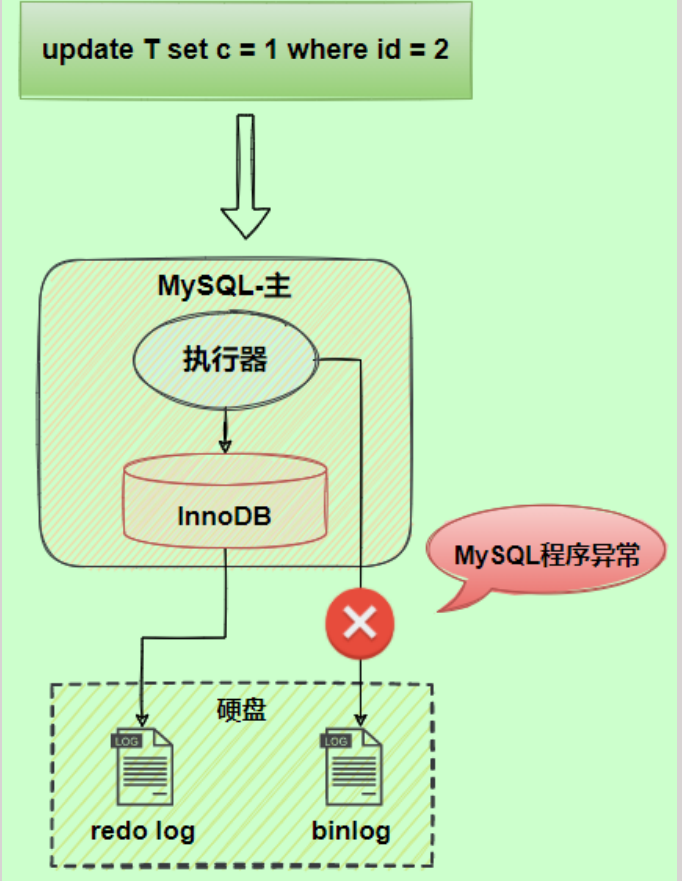 update T set c = 1 where id = 2
MySQL-主
执行器
InnoDB
MySQL程序异常
硬盘
LOG
LOG
redo log
binlog